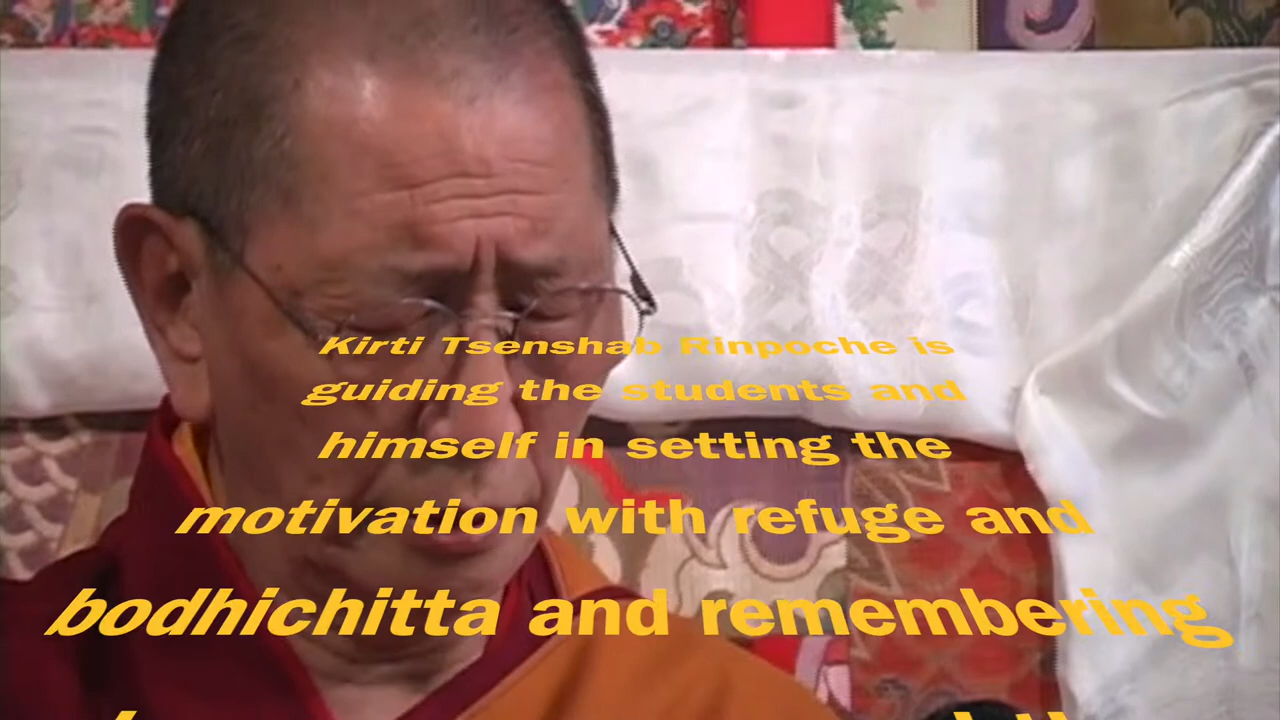 Kirti Tsenshab Rinpoche is
guiding the students and
himself in setting the
motivation with refuge and
bodhichitta and remembering